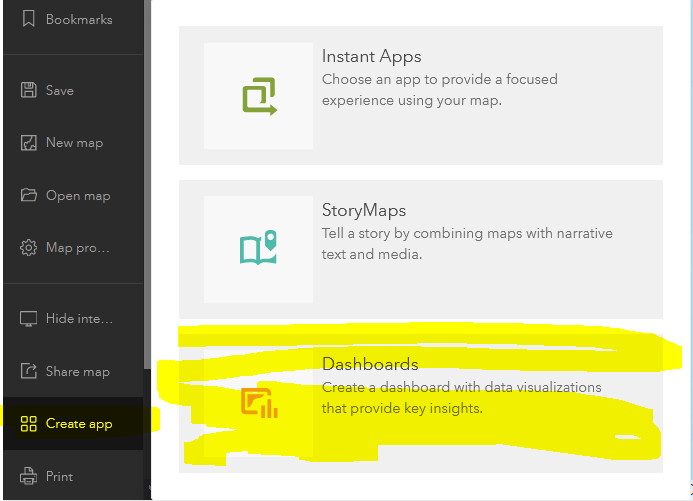 Bookmarks
Save
New map
Open map
Map pro...
Hide inte...
Share map
Create app
Print
Instant Apps
Choose an app to provide a focused
experience using your map.
StoryMaps
Tell a story by combining maps with narrative
text and media.
Dashboards
Create a dashboard with data visualizations
that provide key insights.